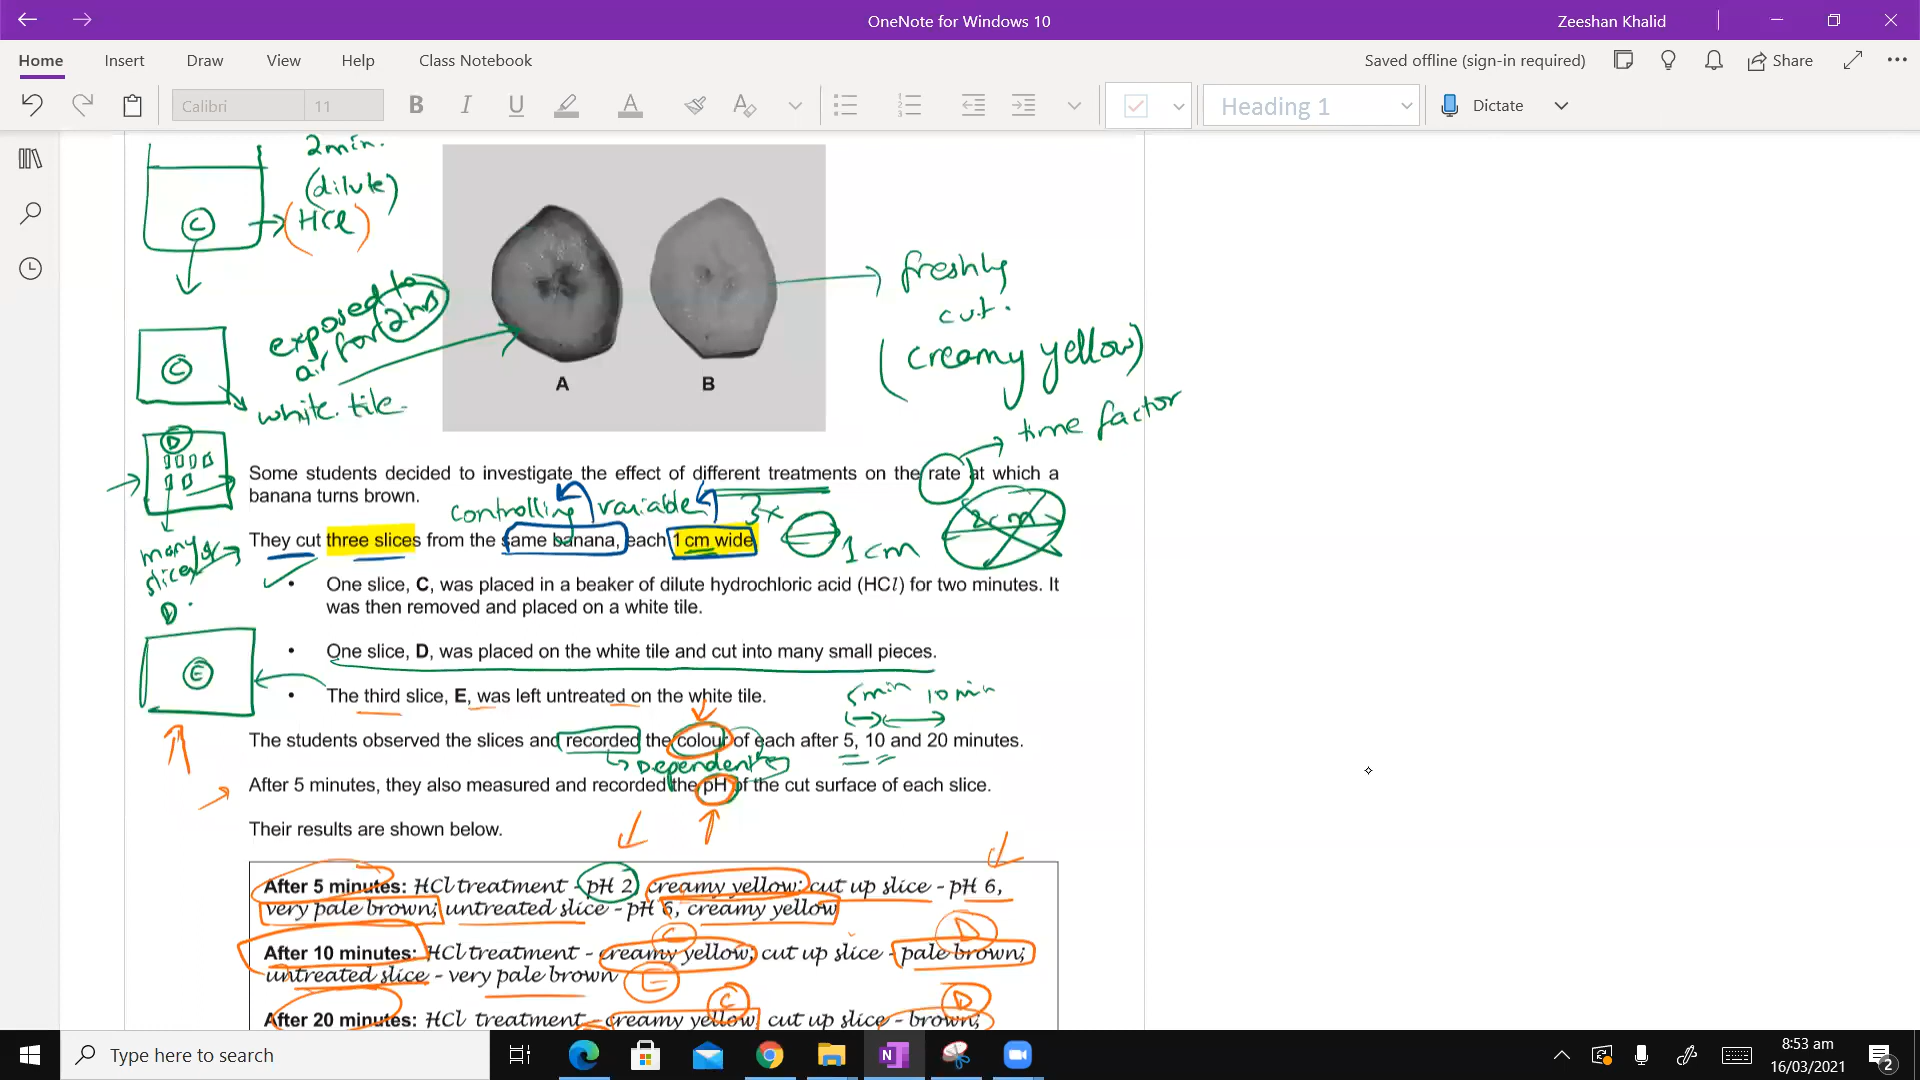 OneNote for Windows 10
Zeeshan Khalid
Home Insert Draw View Help Class Notebook
Saved offline (sign-in required)
Share
Calibri 11
B I U A
Heading 1
Dictate
2min.
(dilute)
(HCl)
C
exposed to
air for 2hrs
C
white tile
A B
freshly
cut.
(creamy yellow)
time factor
D
Some students decided to investigate the effect of different treatments on the rate at which a
banana turns brown.
controlling variable 3x
2cm
They cut three slices from the same banana, each 1 cm wide.
1cm
many
slices
D
• One slice, C, was placed in a beaker of dilute hydrochloric acid (HCl) for two minutes. It
was then removed and placed on a white tile.
• One slice, D, was placed on the white tile and cut into many small pieces.
E
• The third slice, E, was left untreated on the white tile.
5min 10min
The students observed the slices and recorded the colour of each after 5, 10 and 20 minutes.
Dependent
After 5 minutes, they also measured and recorded the pH of the cut surface of each slice.
Their results are shown below.
After 5 minutes: HCl treatment - pH 2, creamy yellow; cut up slice - pH 6,
very pale brown; untreated slice - pH 6, creamy yellow
C D
After 10 minutes: HCl treatment - creamy yellow; cut up slice - pale brown;
untreated slice - very pale brown
E
C D
After 20 minutes: HCl treatment - creamy yellow, cut up slice - brown;
Type here to search
8:53 am
16/03/2021
2